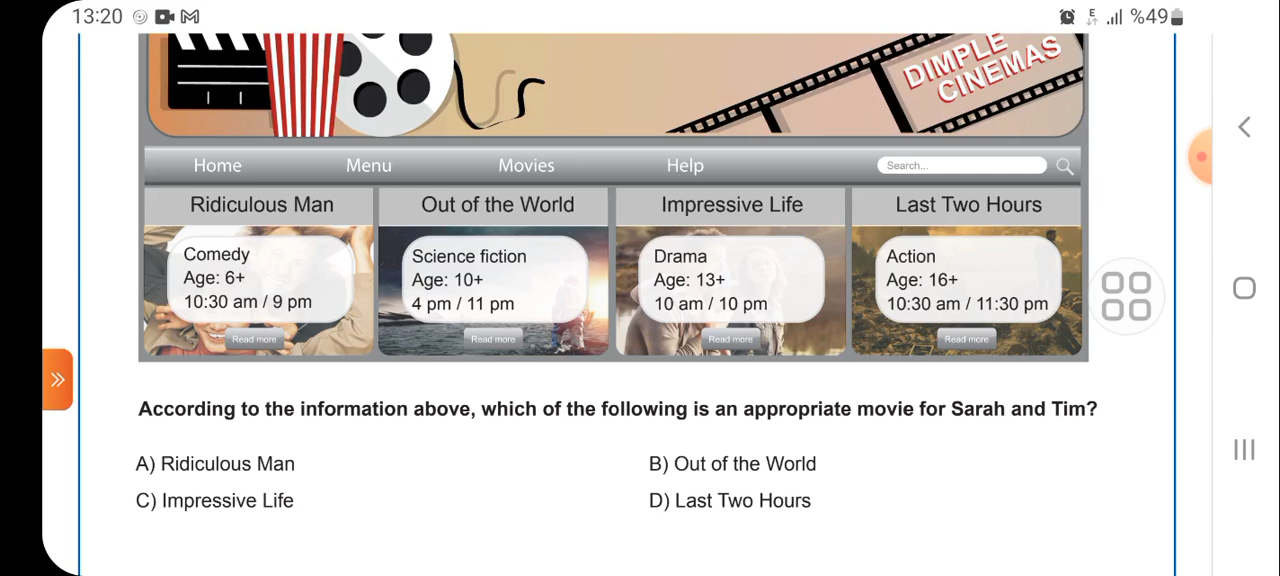 13:20
E %49
DIMPLE
CINEMAS
Home Menu Movies Help Search...
Ridiculous Man Out of the World Impressive Life Last Two Hours
Comedy
Age: 6+
10:30 am / 9 pm
Read more
Science fiction
Age: 10+
4 pm / 11 pm
Read more
Drama
Age: 13+
10 am / 10 pm
Read more
Action
Age: 16+
10:30 am / 11:30 pm
Read more
According to the information above, which of the following is an appropriate movie for Sarah and Tim?
A) Ridiculous Man B) Out of the World
C) Impressive Life D) Last Two Hours